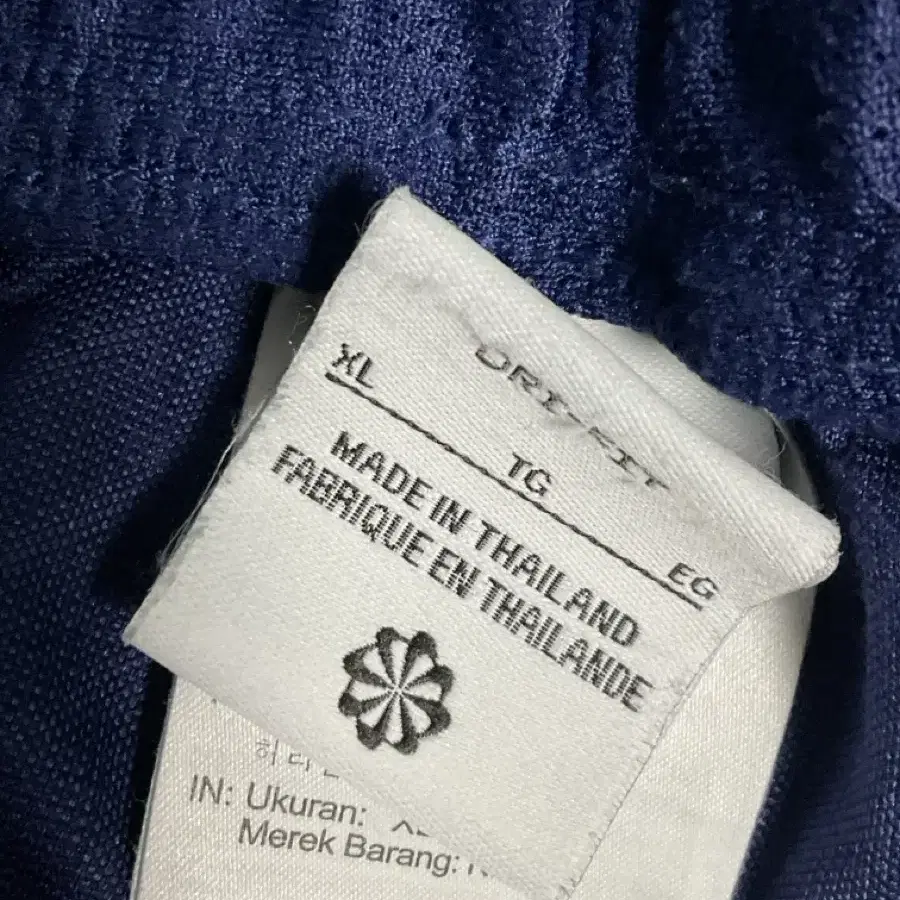 DRI-FIT
XL TG EG
MADE IN THAILAND
FABRIQUE EN THAILANDE
IN: Ukuran:
Merek Barang: